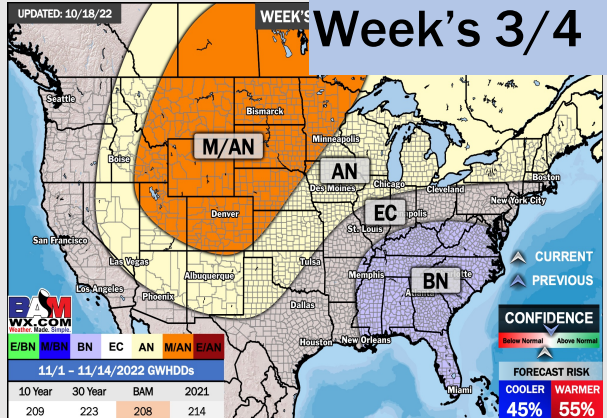 UPDATED: 10/18/22
WEEK'S
Week's 3/4
Seattle
Bismarck
Minneapolis
M/AN
Boise
AN
Des Moines
Chicago
Cleveland
Boston
New York City
Denver
EC
polis
St. Louis
San Francisco
Las Vegas
Tulsa
Albuquerque
Memphis
BN
tte
CURRENT
PREVIOUS
Los Angeles
Phoenix
Dallas
Houston
New Orleans
Miami
BAM
WX.COM
Weather. Made. Simple.
CONFIDENCE
Below Normal Above Normal
E/BN M/BN BN EC AN M/AN E/AN
11/1 – 11/14/2022 GWHDDs
10 Year 30 Year BAM 2021
209 223 208 214
FORECAST RISK
COOLER WARMER
45% 55%